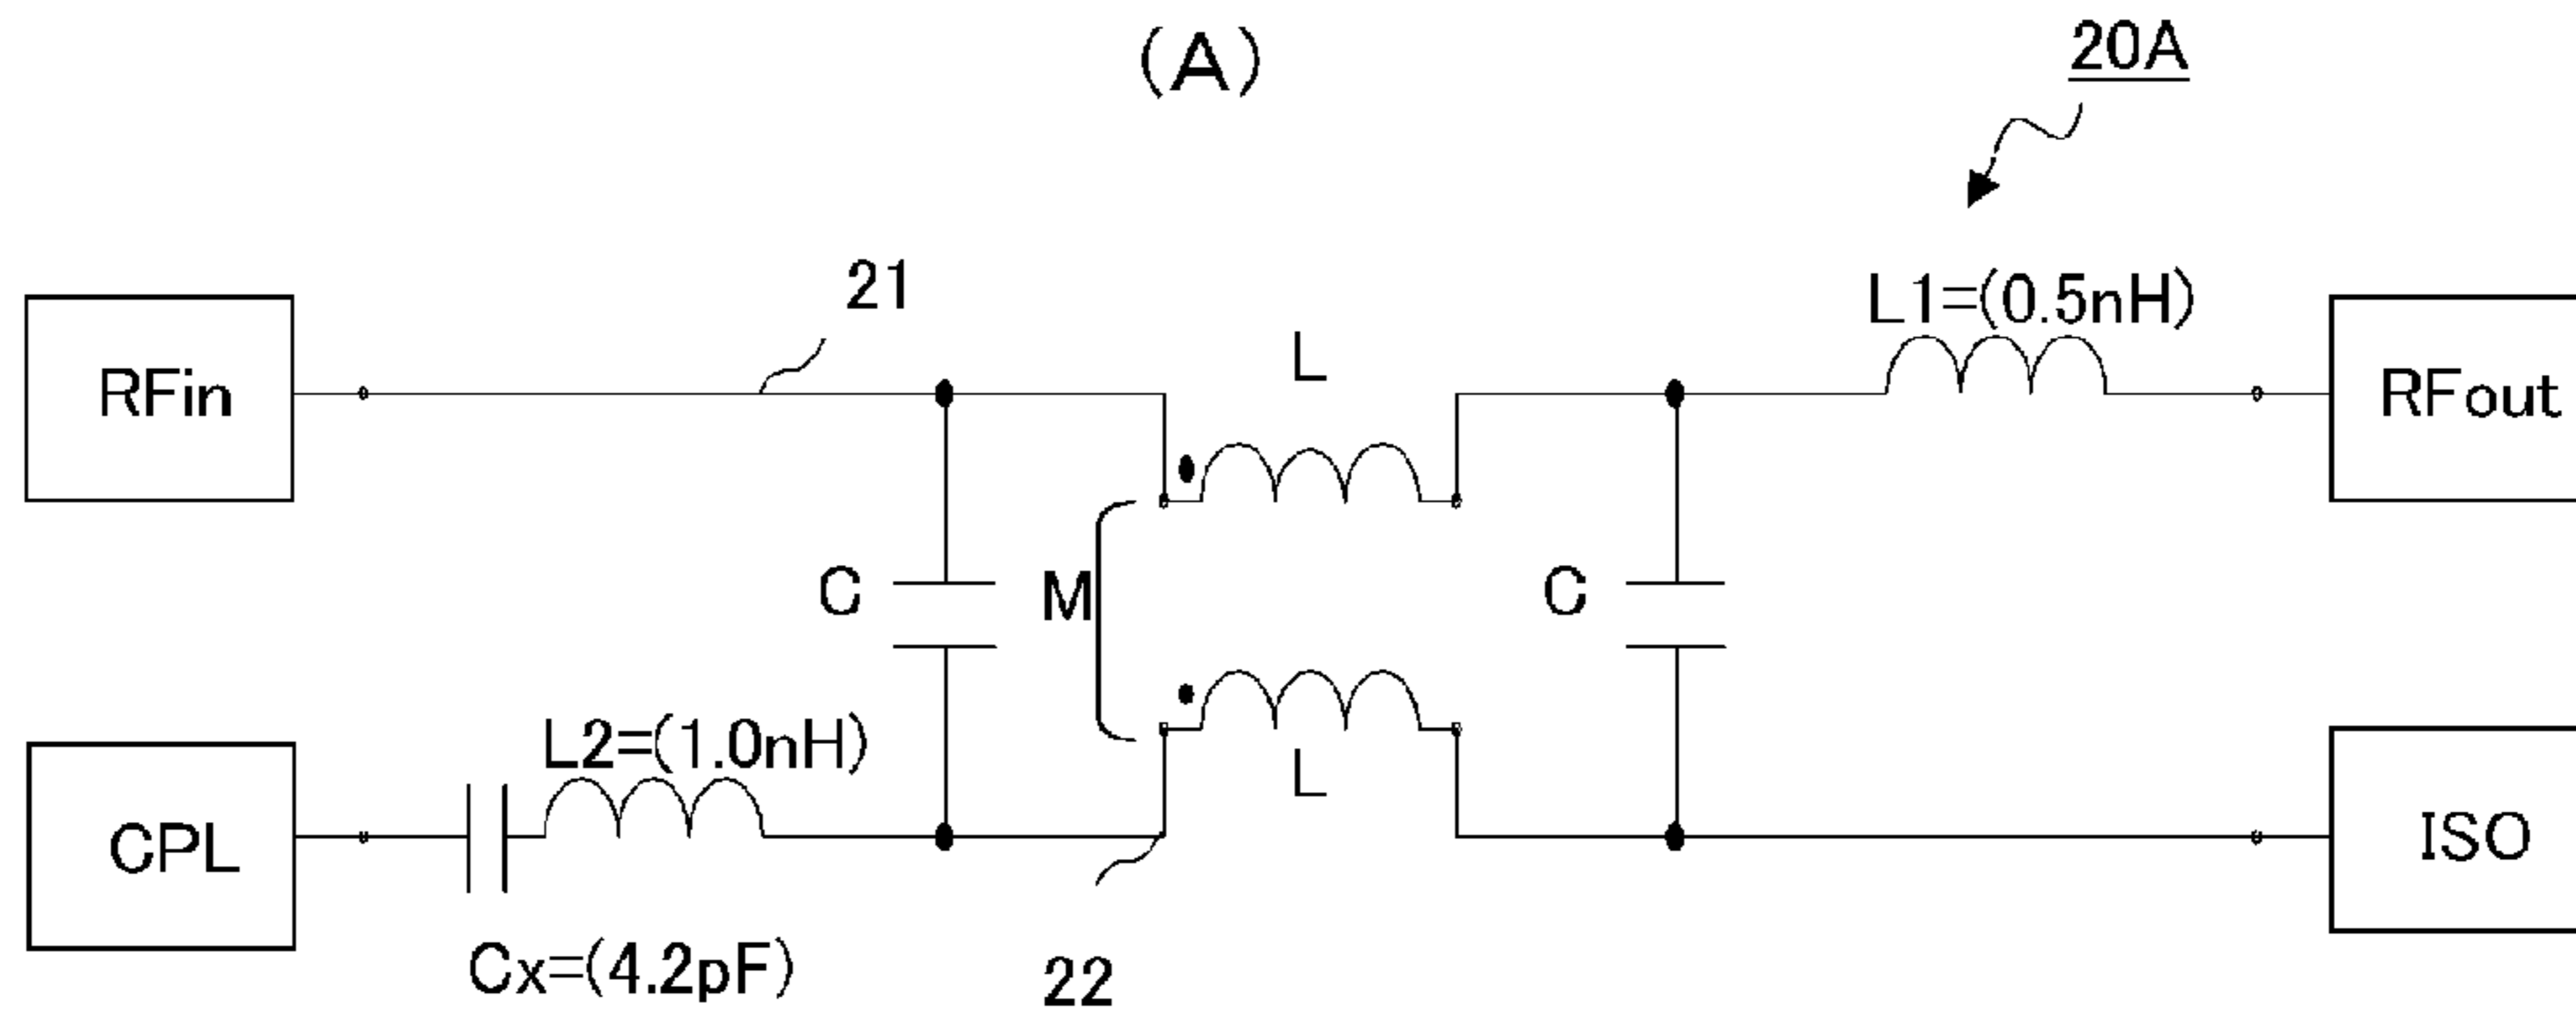 (A)
20A
21
L1=(0.5nH)
RFin
L
RFout
C
M
C
L2=(1.0nH)
L
CPL
ISO
Cx=(4.2pF)
22